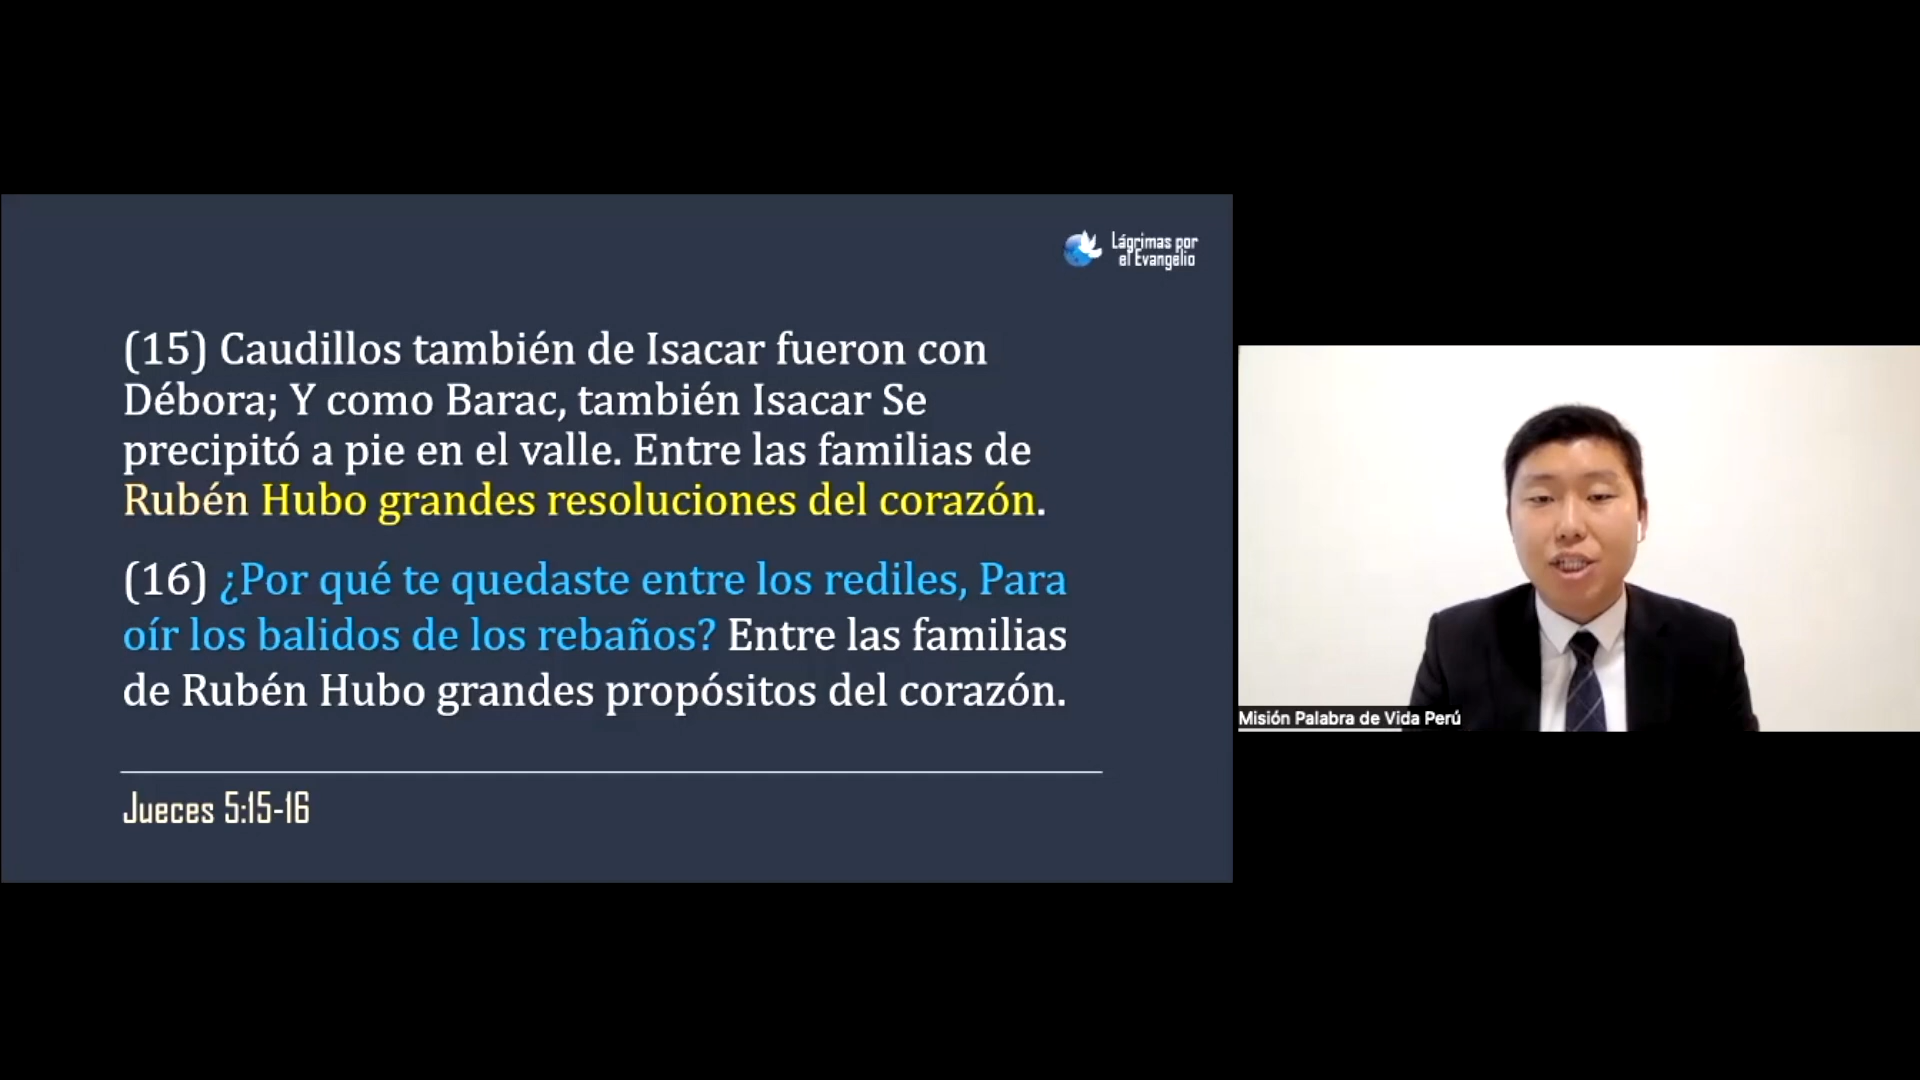 Lágrimas por
el Evangelio
(15) Caudillos también de Isacar fueron con
Débora; Y como Barac, también Isacar Se
precipitó a pie en el valle. Entre las familias de
Rubén Hubo grandes resoluciones del corazón.
(16) ¿Por qué te quedaste entre los rediles, Para
oír los balidos de los rebaños? Entre las familias
de Rubén Hubo grandes propósitos del corazón.
Jueces 5:15-16
Misión Palabra de Vida Perú